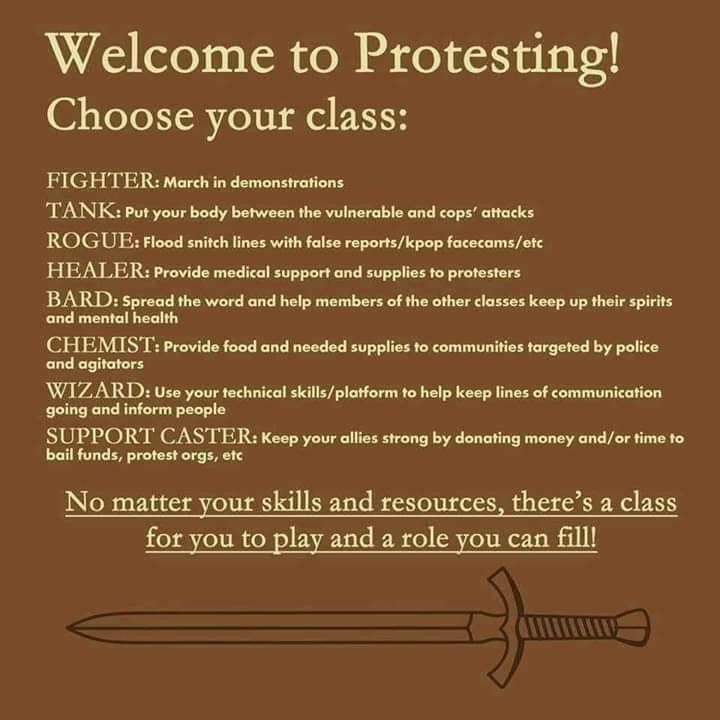 Welcome to Protesting!
Choose your class:
FIGHTER: March in demonstrations
TANK: Put your body between the vulnerable and cops' attacks
ROGUE: Flood snitch lines with false reports/kpop facecams/etc
HEALER: Provide medical support and supplies to protesters
BARD: Spread the word and help members of the other classes keep up their spirits
and mental health
CHEMIST: Provide food and needed supplies to communities targeted by police
and agitators
WIZARD: Use your technical skills/platform to help keep lines of communication
going and inform people
SUPPORT CASTER: Keep your allies strong by donating money and/or time to
bail funds, protest orgs, etc
No matter your skills and resources, there's a class
for you to play and a role you can fill!